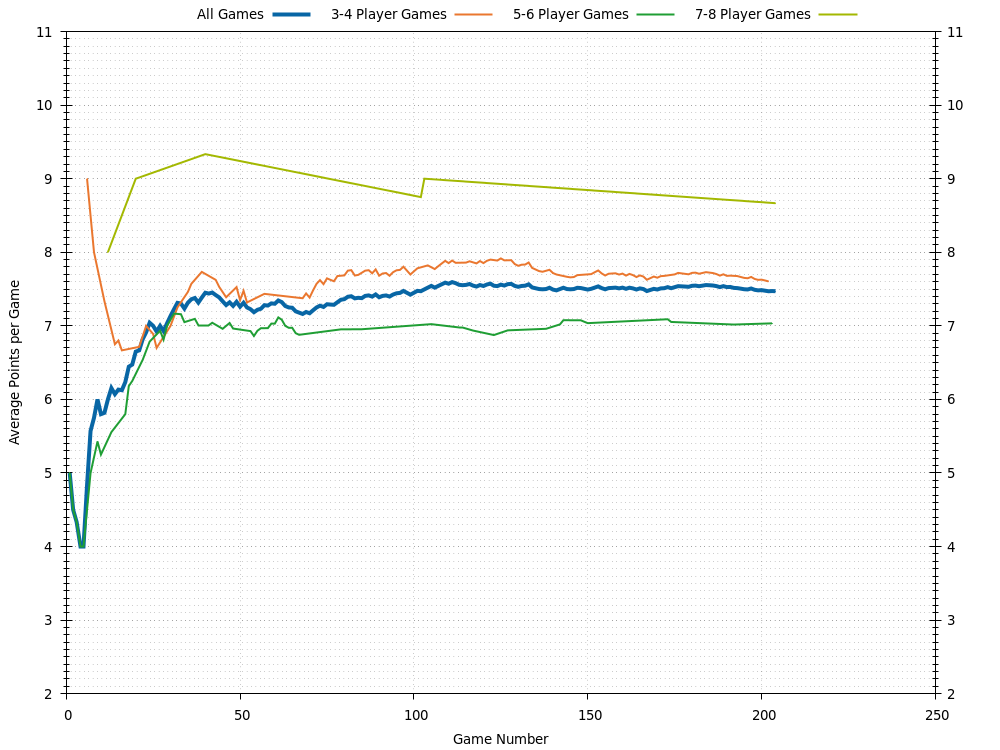 All Games 3-4 Player Games 5-6 Player Games 7-8 Player Games
11 11
10 10
9 9
8 8
7 7
6 6
5 5
4 4
3 3
2 2
Average Points per Game
0 50 100 150 200 250
Game Number